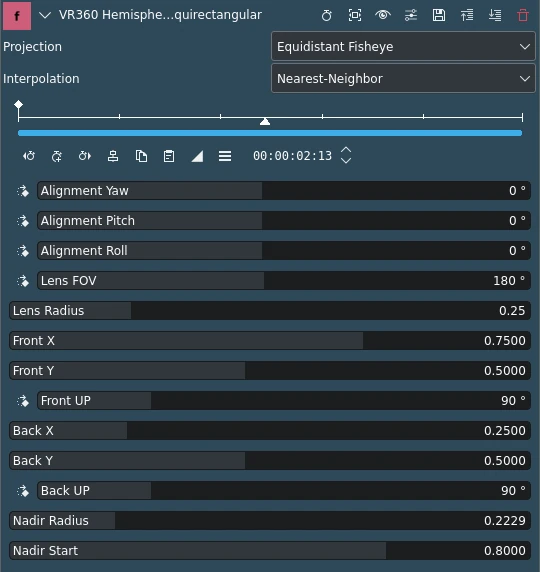 f VR360 Hemisphe...quirectangular
Projection Equidistant Fisheye
Interpolation Nearest-Neighbor
00:00:02:13
Alignment Yaw 0 °
Alignment Pitch 0 °
Alignment Roll 0 °
Lens FOV 180 °
Lens Radius 0.25
Front X 0.7500
Front Y 0.5000
Front UP 90 °
Back X 0.2500
Back Y 0.5000
Back UP 90 °
Nadir Radius 0.2229
Nadir Start 0.8000